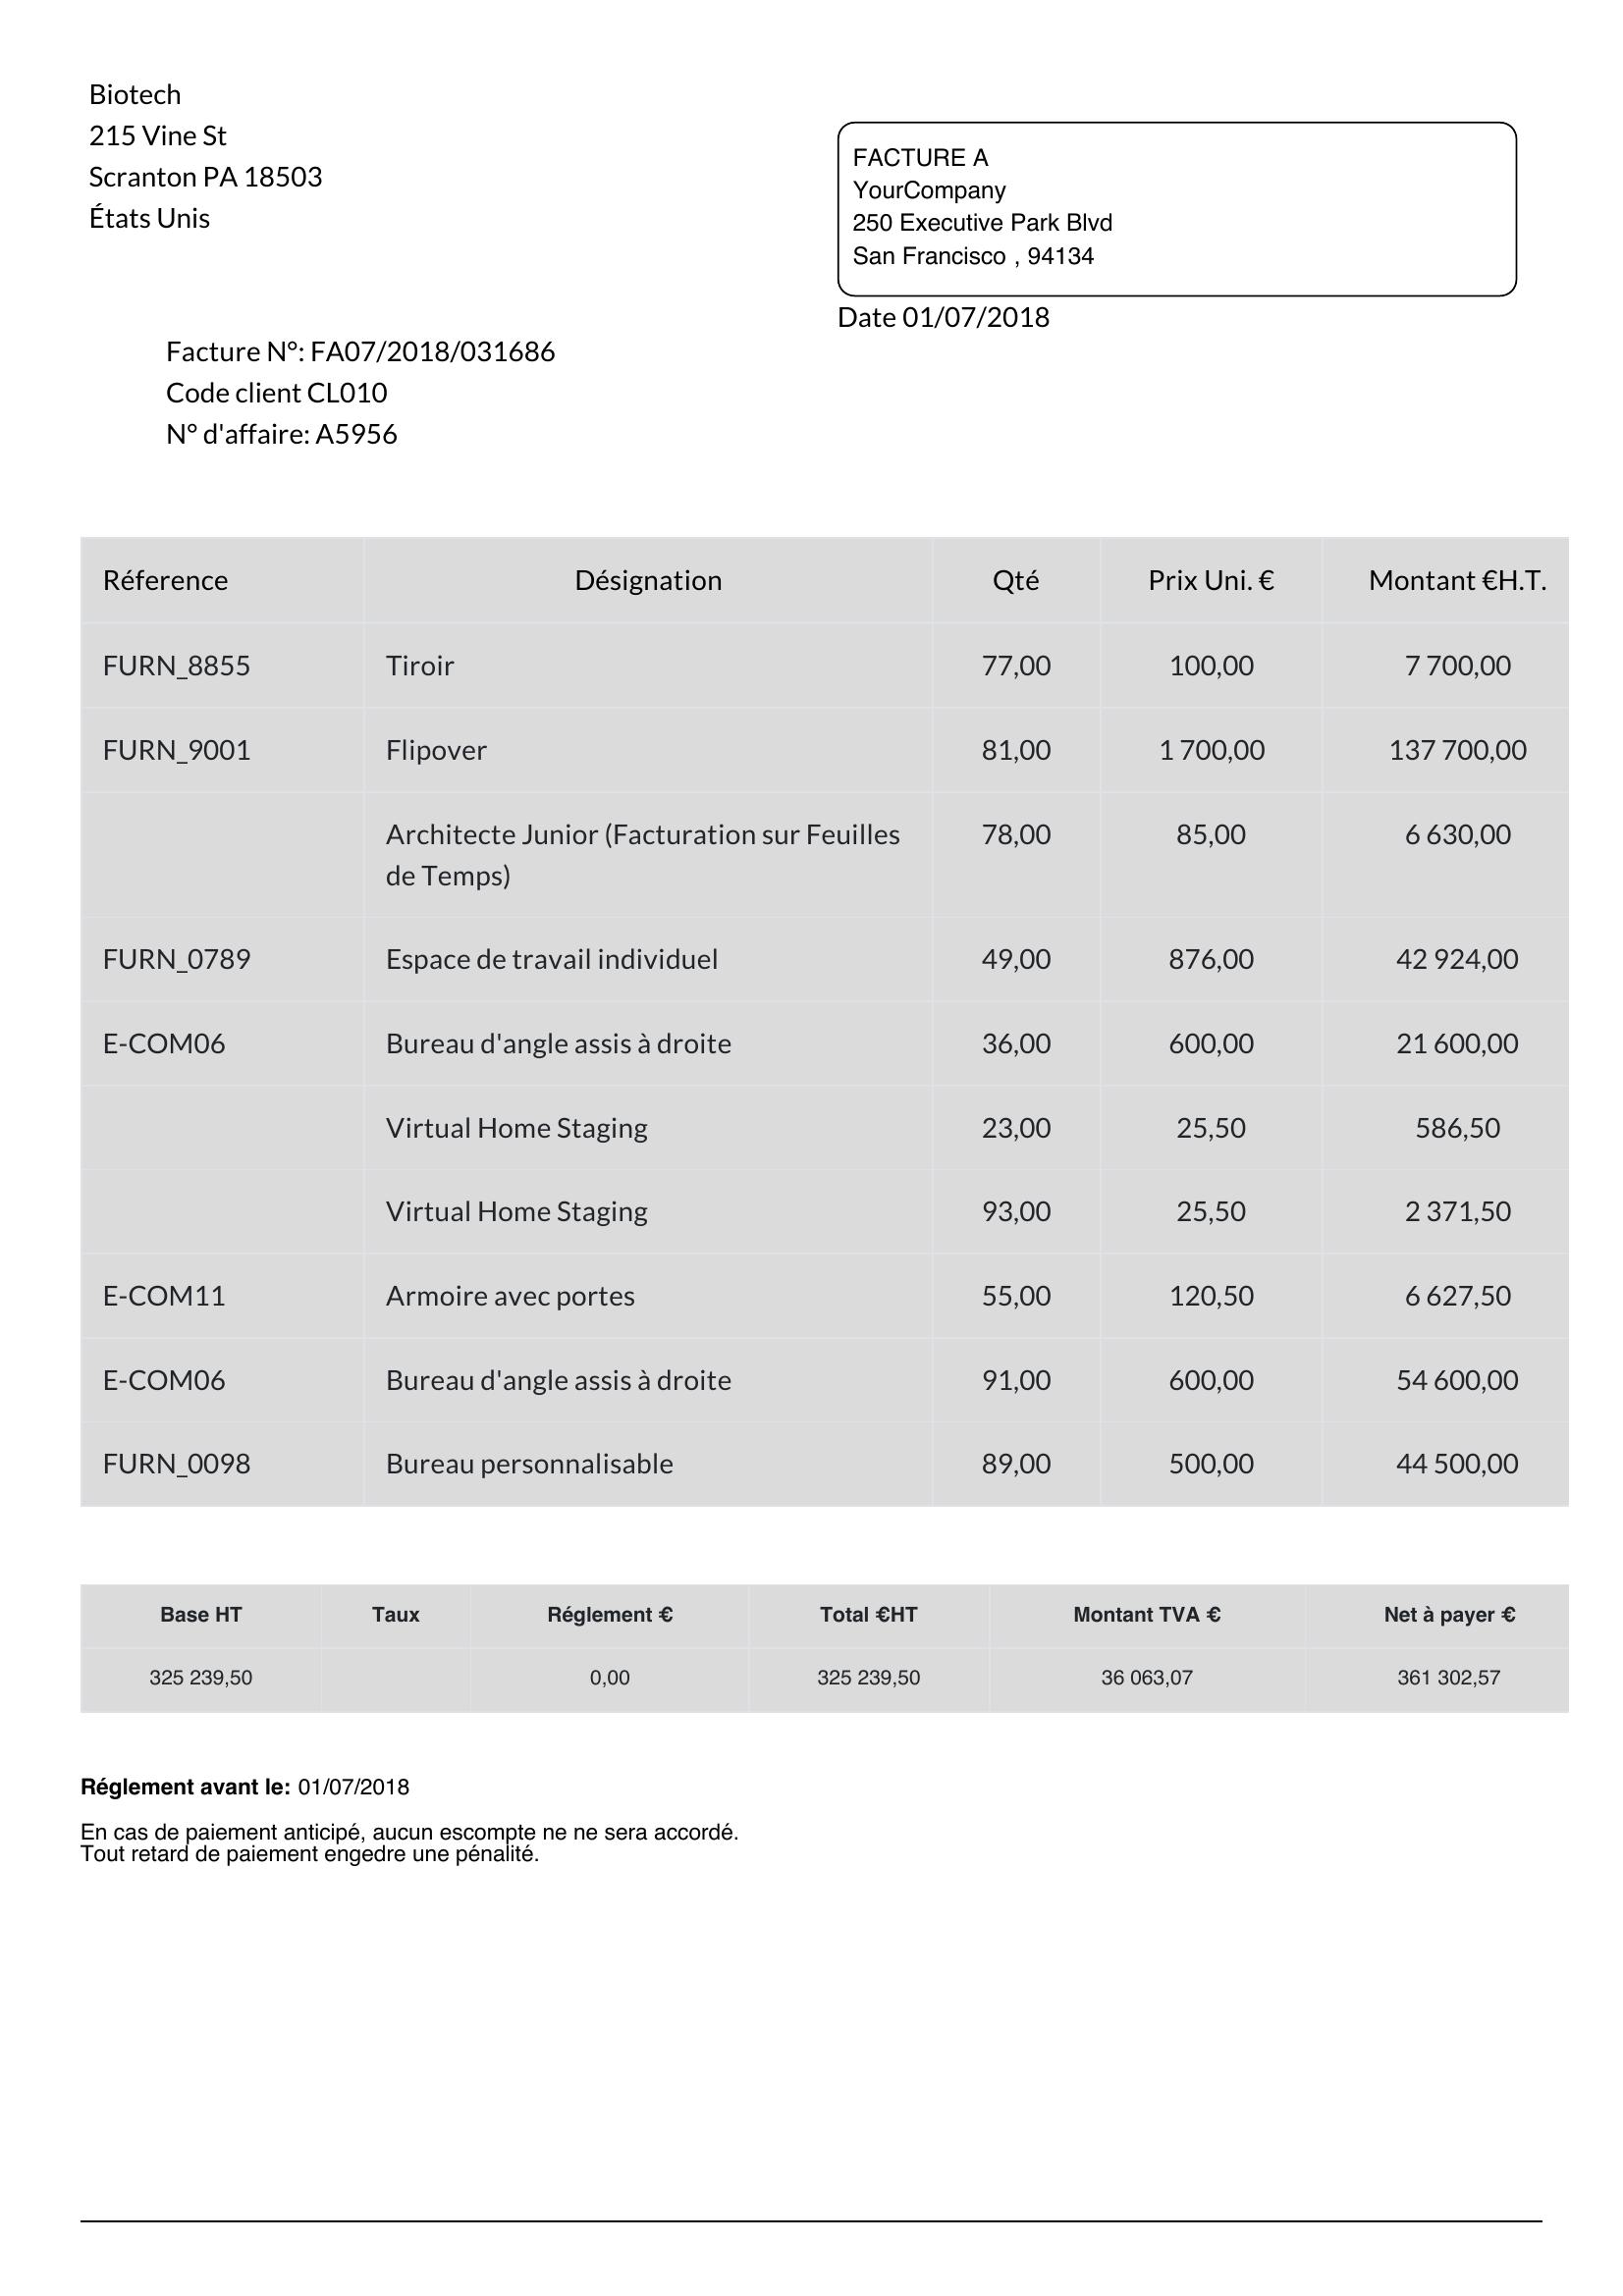 Biotech
215 Vine St
Scranton PA 18503
États Unis
FACTURE A
YourCompany
250 Executive Park Blvd
San Francisco , 94134
Date 01/07/2018
Facture N°: FA07/2018/031686
Code client CL010
N° d'affaire: A5956
Réference Désignation Qté Prix Uni. € Montant €H.T.
FURN_8855 Tiroir 77,00 100,00 7 700,00
FURN_9001 Flipover 81,00 1 700,00 137 700,00
Architecte Junior (Facturation sur Feuilles 78,00 85,00 6 630,00
de Temps)
FURN_0789 Espace de travail individuel 49,00 876,00 42 924,00
E-COM06 Bureau d'angle assis à droite 36,00 600,00 21 600,00
Virtual Home Staging 23,00 25,50 586,50
Virtual Home Staging 93,00 25,50 2 371,50
E-COM11 Armoire avec portes 55,00 120,50 6 627,50
E-COM06 Bureau d'angle assis à droite 91,00 600,00 54 600,00
FURN_0098 Bureau personnalisable 89,00 500,00 44 500,00
Base HT Taux Réglement € Total €HT Montant TVA € Net à payer €
325 239,50 0,00 325 239,50 36 063,07 361 302,57
Réglement avant le: 01/07/2018
En cas de paiement anticipé, aucun escompte ne ne sera accordé.
Tout retard de paiement engedre une pénalité.